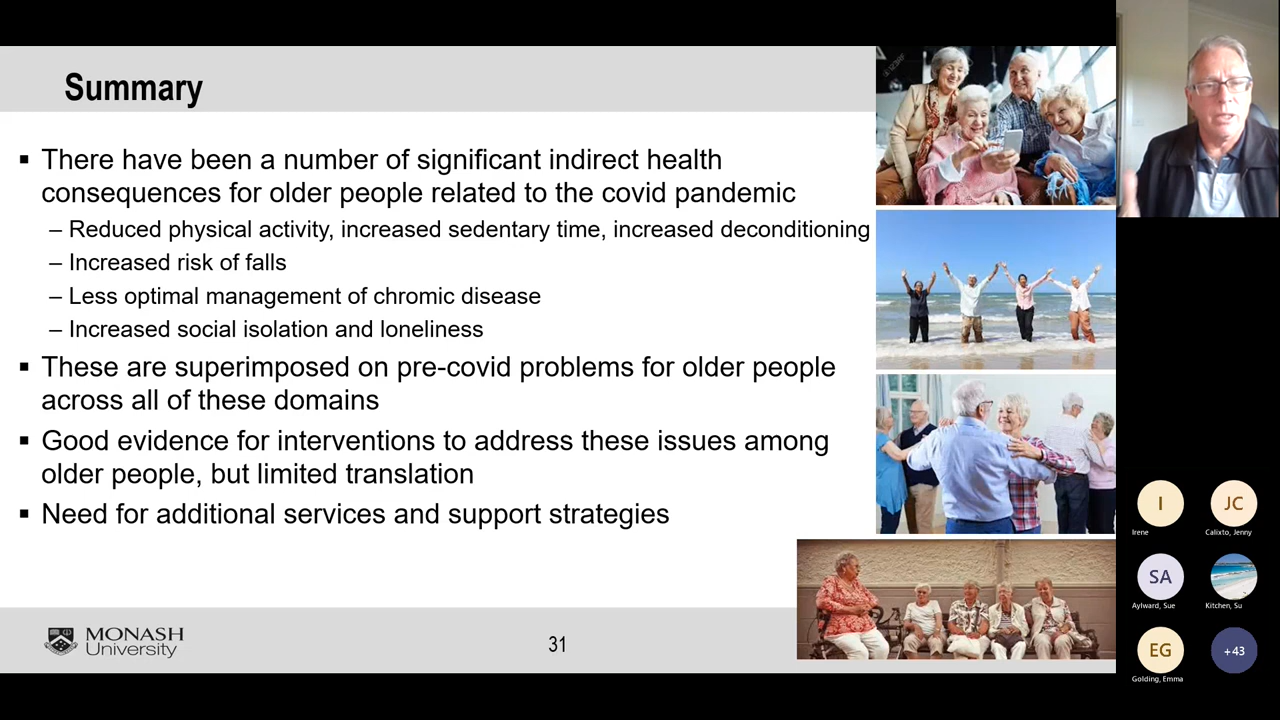 Summary
▪ There have been a number of significant indirect health
consequences for older people related to the covid pandemic
– Reduced physical activity, increased sedentary time, increased deconditioning
– Increased risk of falls
– Less optimal management of chromic disease
– Increased social isolation and loneliness
▪ These are superimposed on pre-covid problems for older people
across all of these domains
▪ Good evidence for interventions to address these issues among
older people, but limited translation
▪ Need for additional services and support strategies
MONASH
University
31
I
JC
Irene
Calixto, Jenny
SA
Aylward, Sue
Kitchen, Su
EG
+43
Golding, Emma